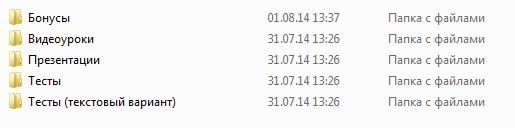 Бонусы 01.08.14 13:37 Папка с файлами
Видеоуроки 31.07.14 13:26 Папка с файлами
Презентации 31.07.14 13:26 Папка с файлами
Тесты 31.07.14 13:26 Папка с файлами
Тесты (текстовый вариант) 31.07.14 13:26 Папка с файлами